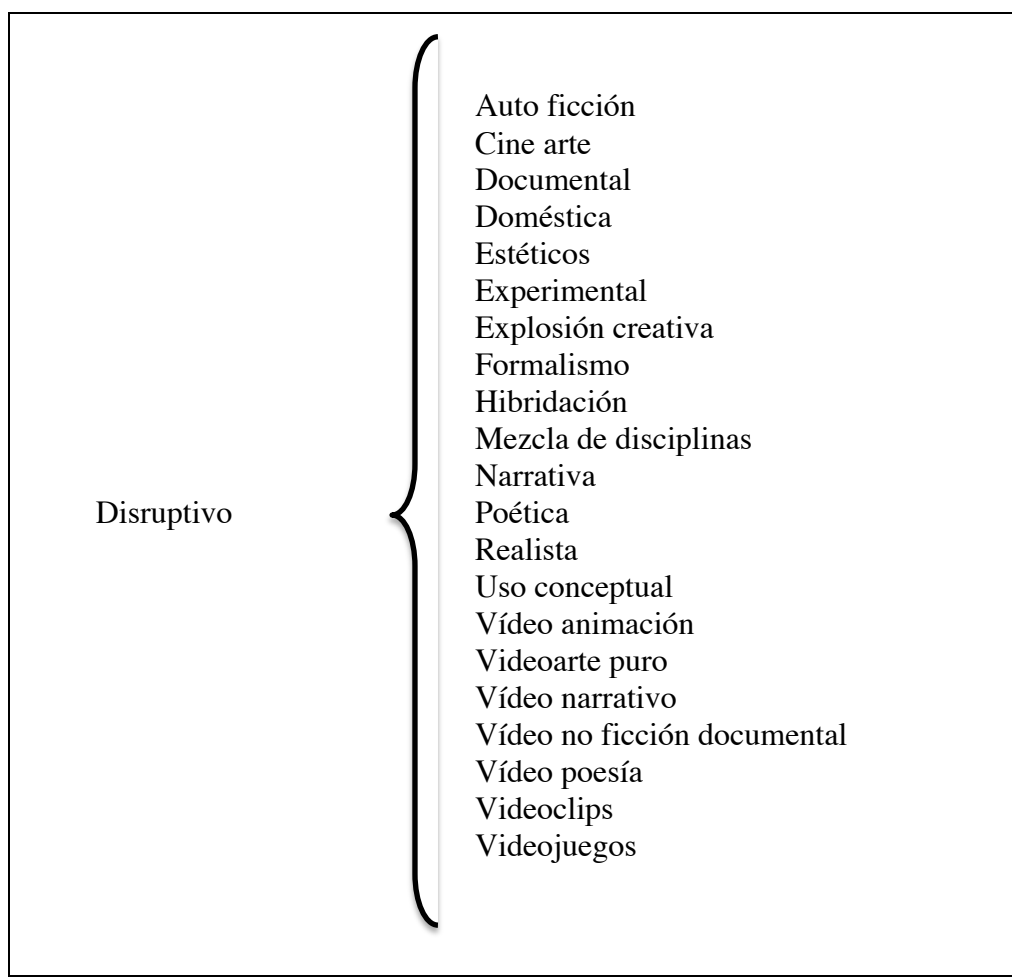 Auto ficción
Cine arte
Documental
Doméstica
Estéticos
Experimental
Explosión creativa
Formalismo
Hibridación
Mezcla de disciplinas
Narrativa
Disruptivo
Poética
Realista
Uso conceptual
Vídeo animación
Videoarte puro
Vídeo narrativo
Vídeo no ficción documental
Vídeo poesía
Videoclips
Videojuegos